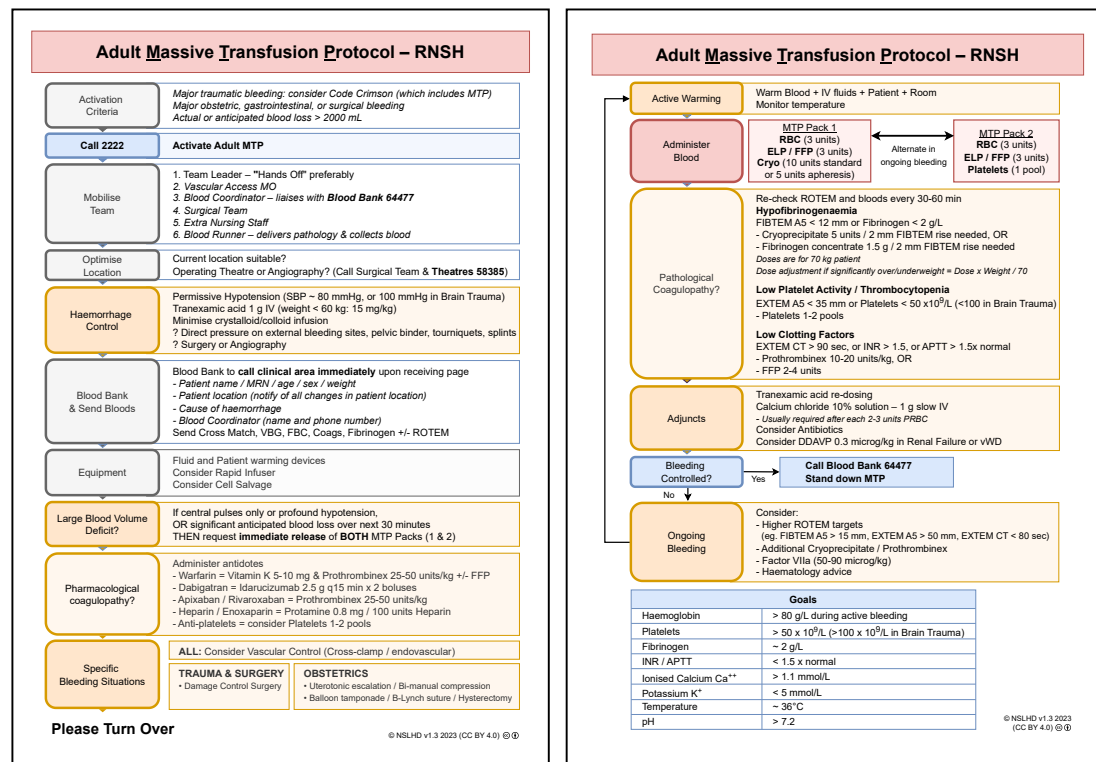 Adult Massive Transfusion Protocol – RNSH
Activation
Criteria
Major traumatic bleeding: consider Code Crimson (which includes MTP)
Major obstetric, gastrointestinal, or surgical bleeding
Actual or anticipated blood loss > 2000 mL
Call 2222
Activate Adult MTP
Mobilise
Team
1. Team Leader – "Hands Off" preferably
2. Vascular Access MO
3. Blood Coordinator – liaises with Blood Bank 64477
4. Surgical Team
5. Extra Nursing Staff
6. Blood Runner – delivers pathology & collects blood
Optimise
Location
Current location suitable?
Operating Theatre or Angiography? (Call Surgical Team & Theatres 58385)
Haemorrhage
Control
Permissive Hypotension (SBP ~ 80 mmHg, or 100 mmHg in Brain Trauma)
Tranexamic acid 1 g IV (weight < 60 kg: 15 mg/kg)
Minimise crystalloid/colloid infusion
? Direct pressure on external bleeding sites, pelvic binder, tourniquets, splints
? Surgery or Angiography
Blood Bank
& Send Bloods
Blood Bank to call clinical area immediately upon receiving page
- Patient name / MRN / age / sex / weight
- Patient location (notify of all changes in patient location)
- Cause of haemorrhage
- Blood Coordinator (name and phone number)
Send Cross Match, VBG, FBC, Coags, Fibrinogen +/- ROTEM
Equipment
Fluid and Patient warming devices
Consider Rapid Infuser
Consider Cell Salvage
Large Blood Volume
Deficit?
If central pulses only or profound hypotension,
OR significant anticipated blood loss over next 30 minutes
THEN request immediate release of BOTH MTP Packs (1 & 2)
Pharmacological
coagulopathy?
Administer antidotes
- Warfarin = Vitamin K 5-10 mg & Prothrombinex 25-50 units/kg +/- FFP
- Dabigatran = Idarucizumab 2.5 g q15 min x 2 boluses
- Apixaban / Rivaroxaban = Prothrombinex 25-50 units/kg
- Heparin / Enoxaparin = Protamine 0.8 mg / 100 units Heparin
- Anti-platelets = consider Platelets 1-2 pools
Specific
Bleeding Situations
ALL: Consider Vascular Control (Cross-clamp / endovascular)
TRAUMA & SURGERY
• Damage Control Surgery
OBSTETRICS
• Uterotonic escalation / Bi-manual compression
• Balloon tamponade / B-Lynch suture / Hysterectomy
Please Turn Over
© NSLHD v1.3 2023 (CC BY 4.0)
Adult Massive Transfusion Protocol – RNSH
Active Warming
Warm Blood + IV fluids + Patient + Room
Monitor temperature
Administer
Blood
MTP Pack 1
RBC (3 units)
ELP / FFP (3 units)
Cryo (10 units standard
or 5 units apheresis)
Alternate in
ongoing bleeding
MTP Pack 2
RBC (3 units)
ELP / FFP (3 units)
Platelets (1 pool)
Pathological
Coagulopathy?
Re-check ROTEM and bloods every 30-60 min
Hypofibrinogenaemia
FIBTEM A5 < 12 mm or Fibrinogen < 2 g/L
- Cryoprecipitate 5 units / 2 mm FIBTEM rise needed, OR
- Fibrinogen concentrate 1.5 g / 2 mm FIBTEM rise needed
Doses are for 70 kg patient
Dose adjustment if significantly over/underweight = Dose x Weight / 70
Low Platelet Activity / Thrombocytopenia
EXTEM A5 < 35 mm or Platelets < 50 x10⁹/L (<100 in Brain Trauma)
- Platelets 1-2 pools
Low Clotting Factors
EXTEM CT > 90 sec, or INR > 1.5, or APTT > 1.5x normal
- Prothrombinex 10-20 units/kg, OR
- FFP 2-4 units
Adjuncts
Tranexamic acid re-dosing
Calcium chloride 10% solution – 1 g slow IV
- Usually required after each 2-3 units PRBC
Consider Antibiotics
Consider DDAVP 0.3 microg/kg in Renal Failure or vWD
Bleeding
Controlled?
Yes
Call Blood Bank 64477
Stand down MTP
No
Ongoing
Bleeding
Consider:
- Higher ROTEM targets
(eg. FIBTEM A5 > 15 mm, EXTEM A5 > 50 mm, EXTEM CT < 80 sec)
- Additional Cryoprecipitate / Prothrombinex
- Factor VIIa (50-90 microg/kg)
- Haematology advice
Goals
Haemoglobin > 80 g/L during active bleeding
Platelets > 50 x 10⁹/L (>100 x 10⁹/L in Brain Trauma)
Fibrinogen ~ 2 g/L
INR / APTT < 1.5 x normal
Ionised Calcium Ca⁺⁺ > 1.1 mmol/L
Potassium K⁺ < 5 mmol/L
Temperature ~ 36°C
pH > 7.2
© NSLHD v1.3 2023
(CC BY 4.0)